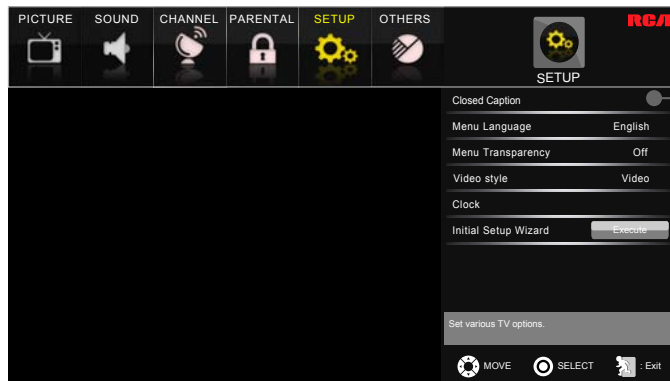 PICTURE SOUND CHANNEL PARENTAL SETUP OTHERS
RCA
SETUP
Closed Caption
Menu Language English
Menu Transparency Off
Video style Video
Clock
Initial Setup Wizard Execute
Set various TV options.
MOVE SELECT : Exit